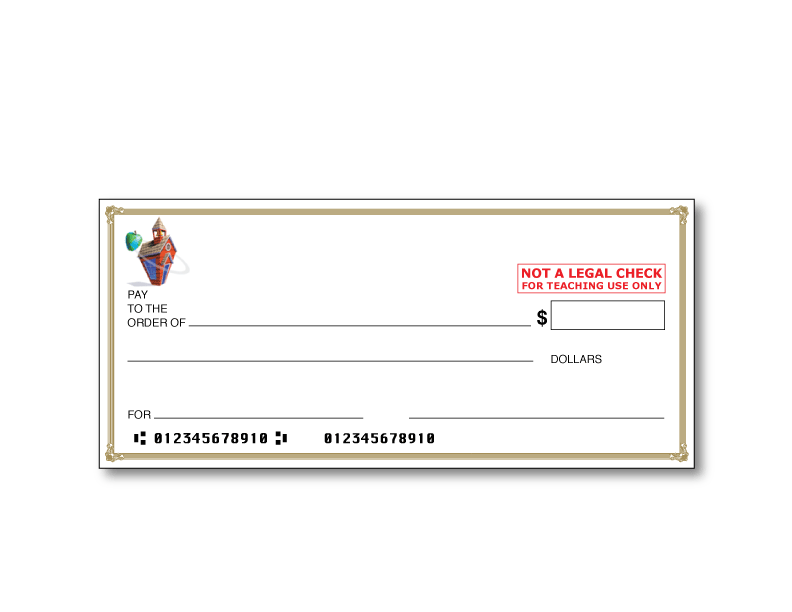 NOT A LEGAL CHECK
FOR TEACHING USE ONLY
PAY
TO THE
ORDER OF
$
DOLLARS
FOR
⑆ 012345678910 ⑆ 012345678910